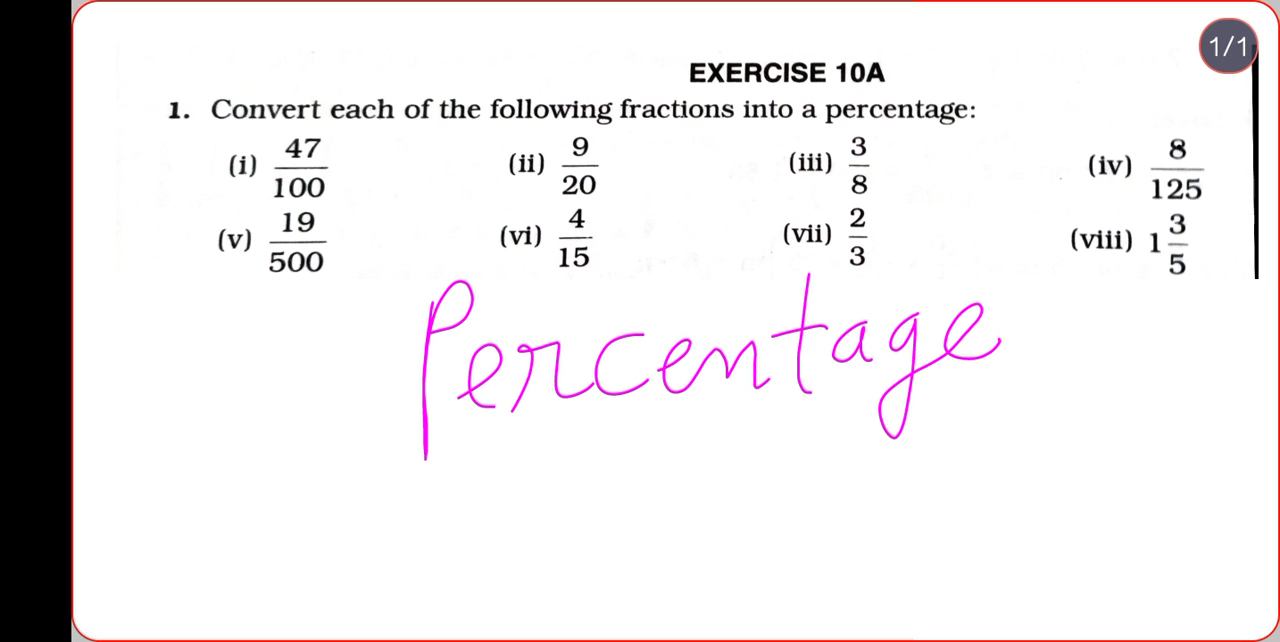 1/1
EXERCISE 10A
1. Convert each of the following fractions into a percentage:
(i) 47/100 (ii) 9/20 (iii) 3/8 (iv) 8/125
(v) 19/500 (vi) 4/15 (vii) 2/3 (viii) 1 3/5
Percentage